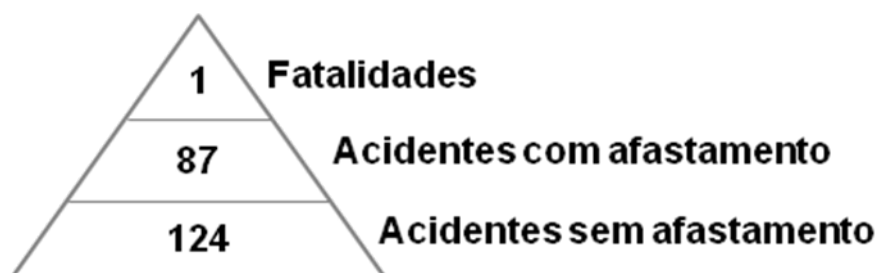 1 Fatalidades
87 Acidentes com afastamento
124 Acidentes sem afastamento